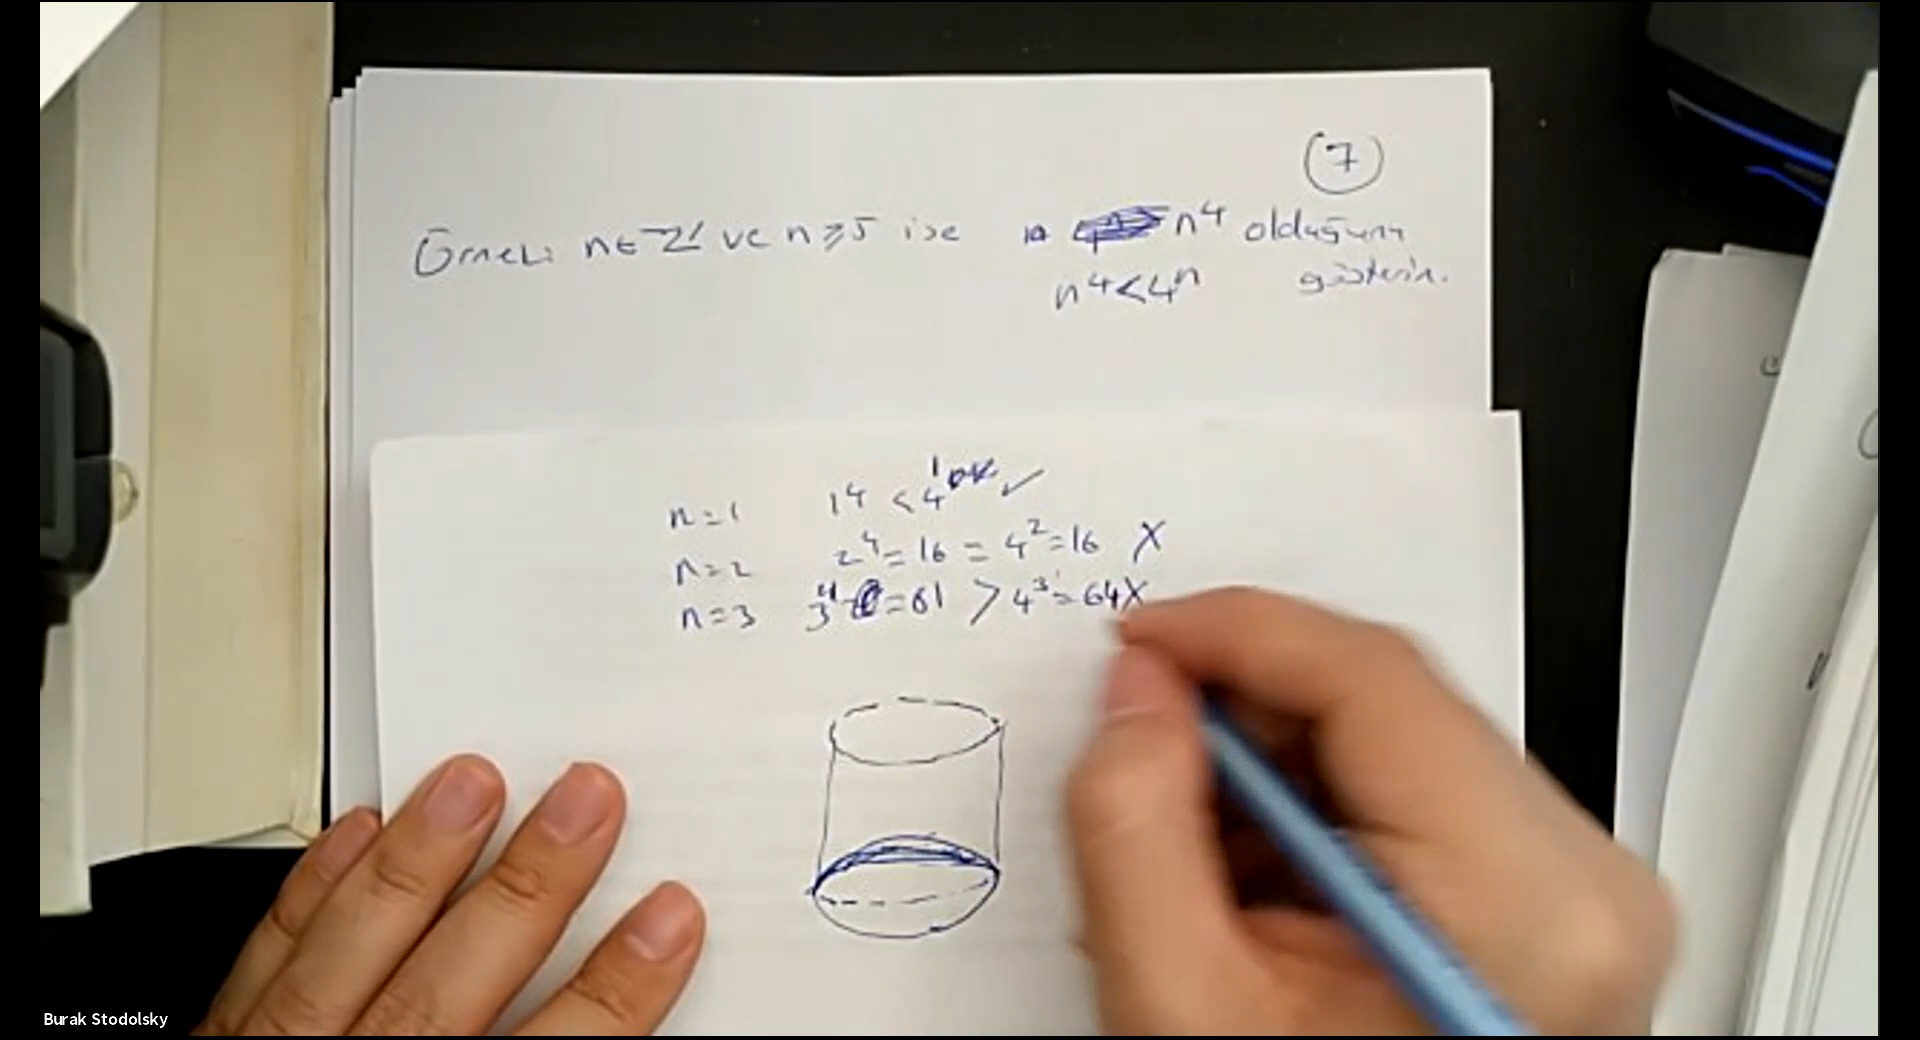 7
Örnek: n∈ℤ ve n≥5 ise n⁴ olduğunu
n⁴<4ⁿ gösterin.
n=1 1⁴ < 4¹ ok ✓
n=2 2⁴=16 = 4²=16 X
n=3 3⁴=81 > 4³=64 X
Burak Stodolsky